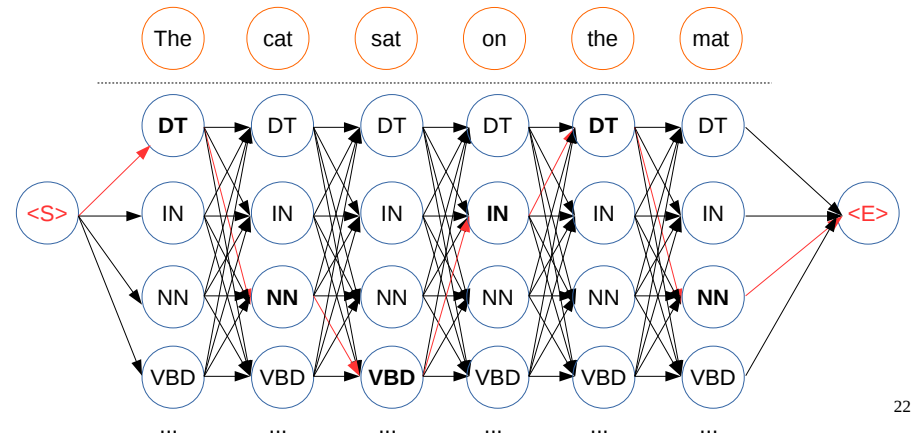 The cat sat on the mat
DT DT DT DT DT DT
<S> IN IN IN IN IN IN <E>
NN NN NN NN NN NN
VBD VBD VBD VBD VBD VBD
22
... ... ... ... ... ...